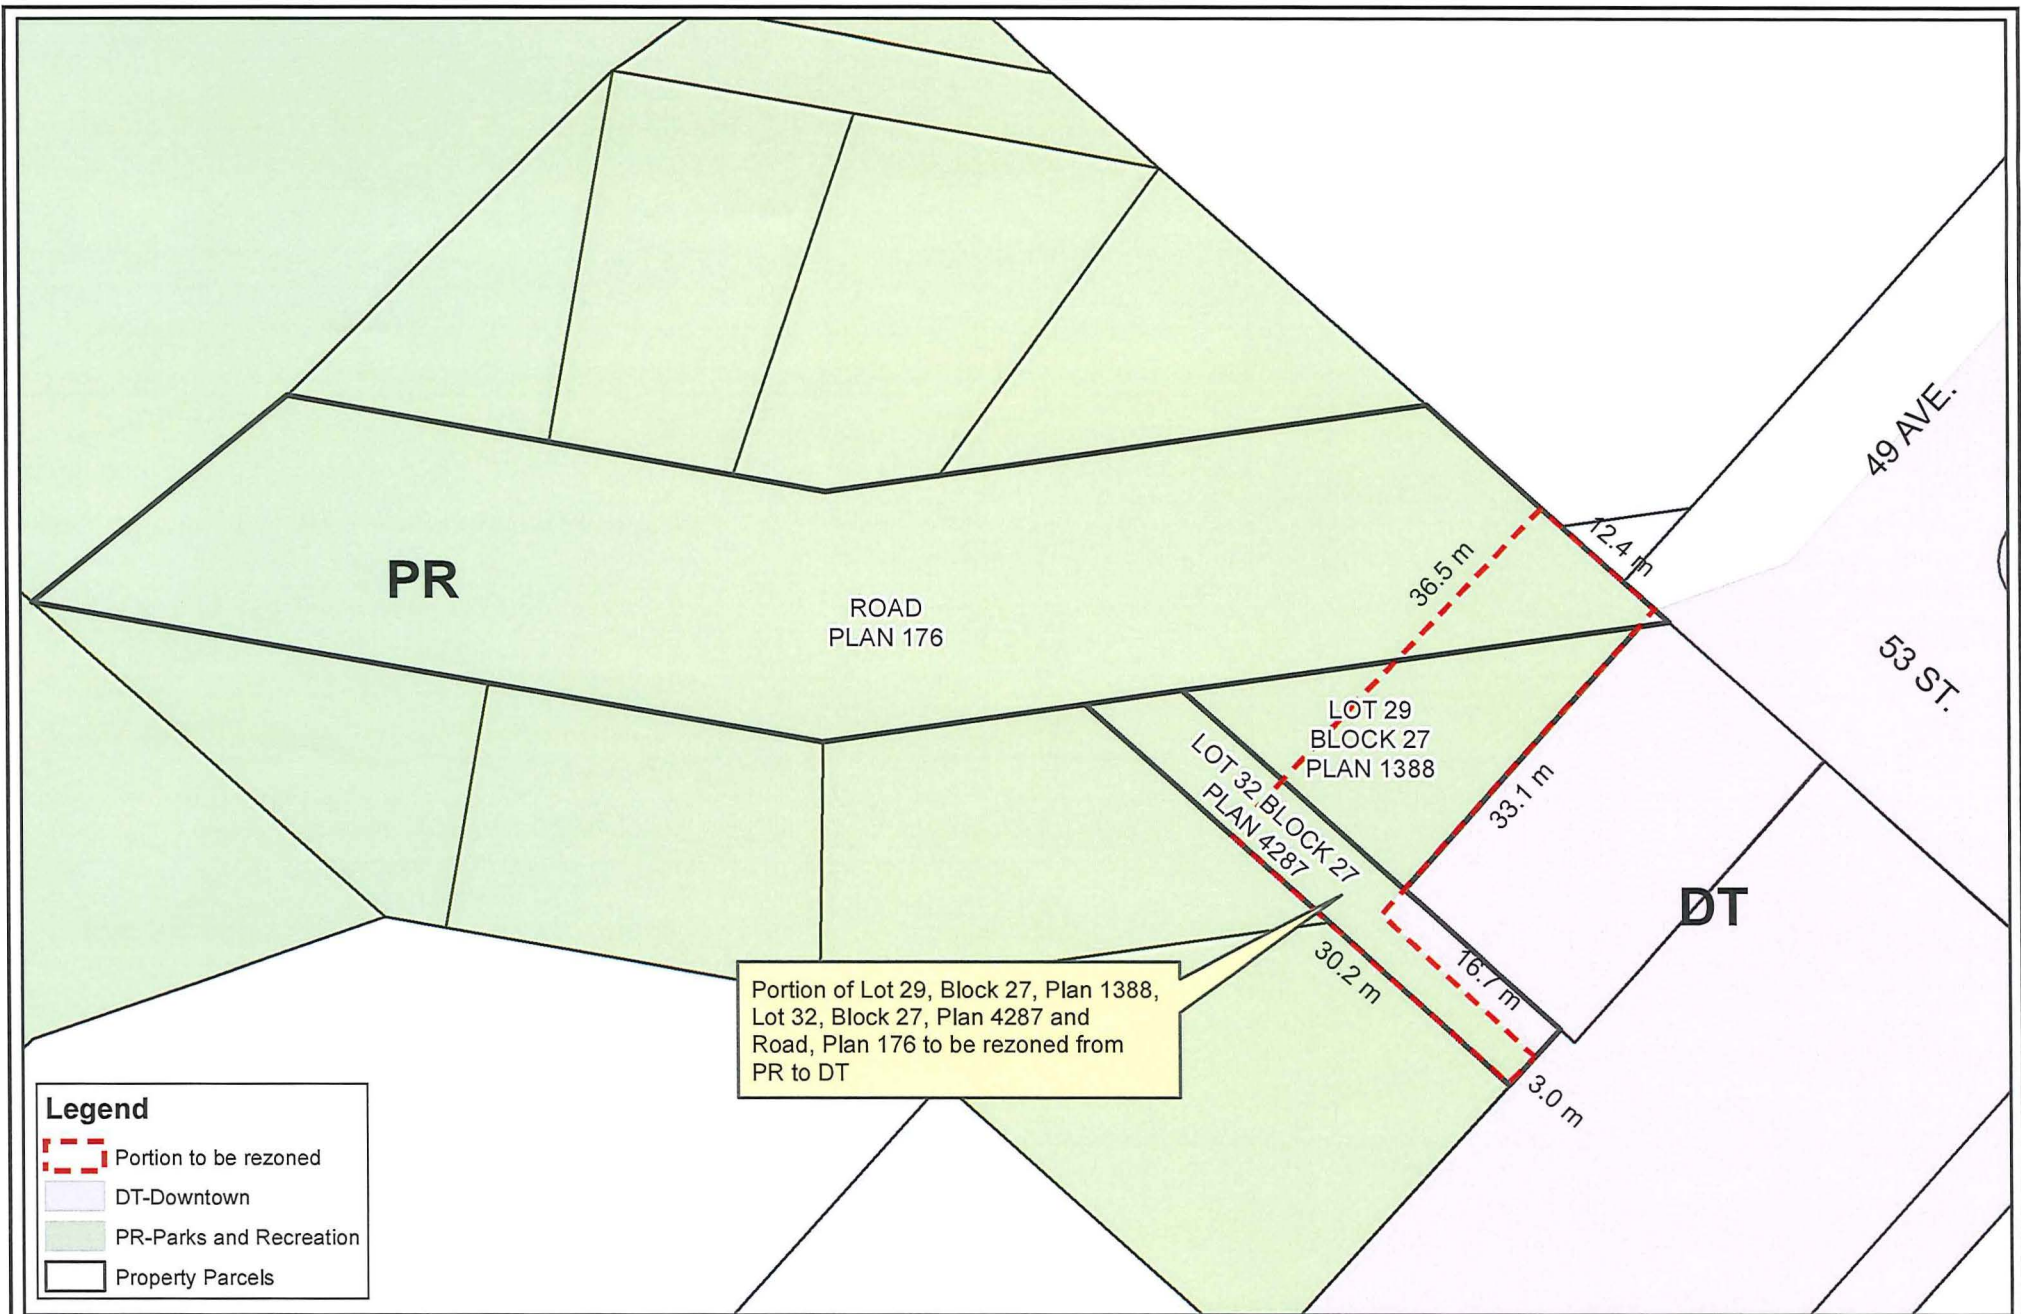 49 AVE.
12.4 m
36.5 m
PR
ROAD
PLAN 176
53 ST.
LOT 29
BLOCK 27
PLAN 1388
LOT 32 BLOCK 27
PLAN 4287
33.1 m
DT
30.2 m
16.7 m
3.0 m
Portion of Lot 29, Block 27, Plan 1388,
Lot 32, Block 27, Plan 4287 and
Road, Plan 176 to be rezoned from
PR to DT
Legend
Portion to be rezoned
DT-Downtown
PR-Parks and Recreation
Property Parcels